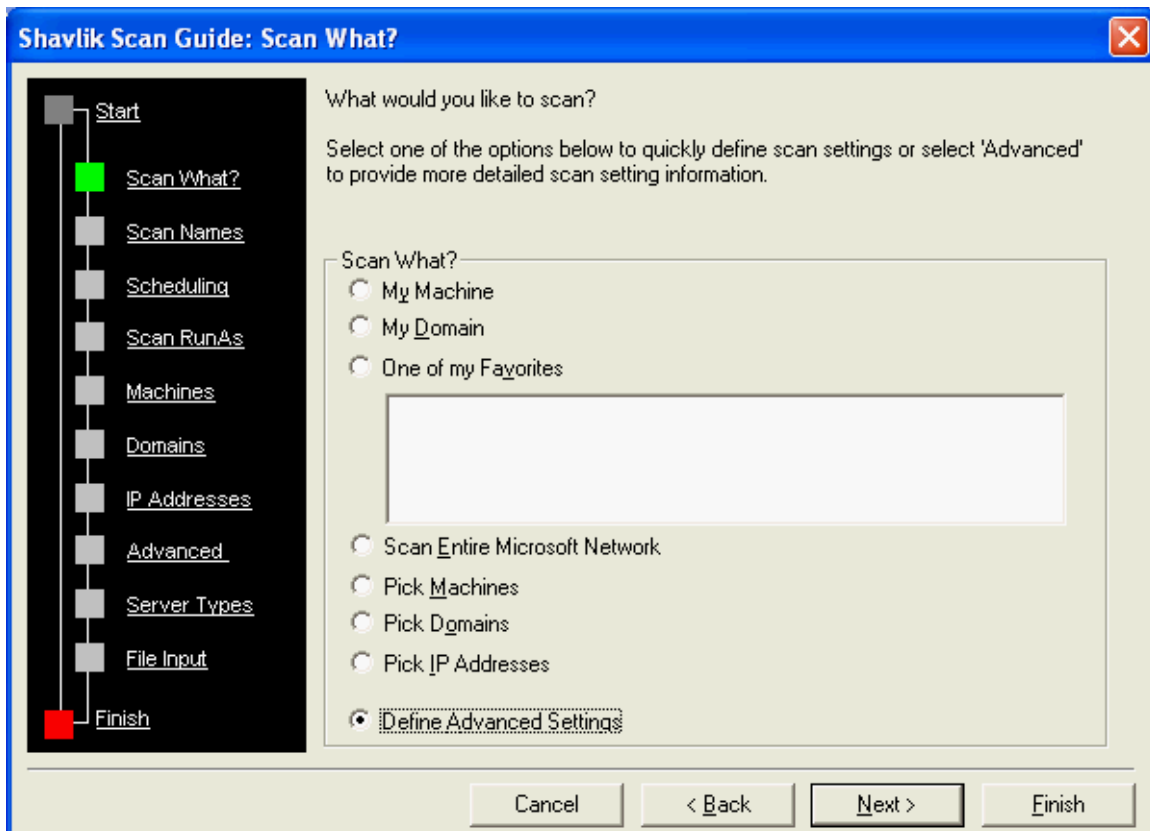 Shavlik Scan Guide: Scan What?
Start
Scan What?
Scan Names
Scheduling
Scan RunAs
Machines
Domains
IP Addresses
Advanced
Server Types
File Input
Finish
What would you like to scan?
Select one of the options below to quickly define scan settings or select 'Advanced'
to provide more detailed scan setting information.
Scan What?
My Machine
My Domain
One of my Favorites
Scan Entire Microsoft Network
Pick Machines
Pick Domains
Pick IP Addresses
Define Advanced Settings
Cancel
< Back
Next >
Finish